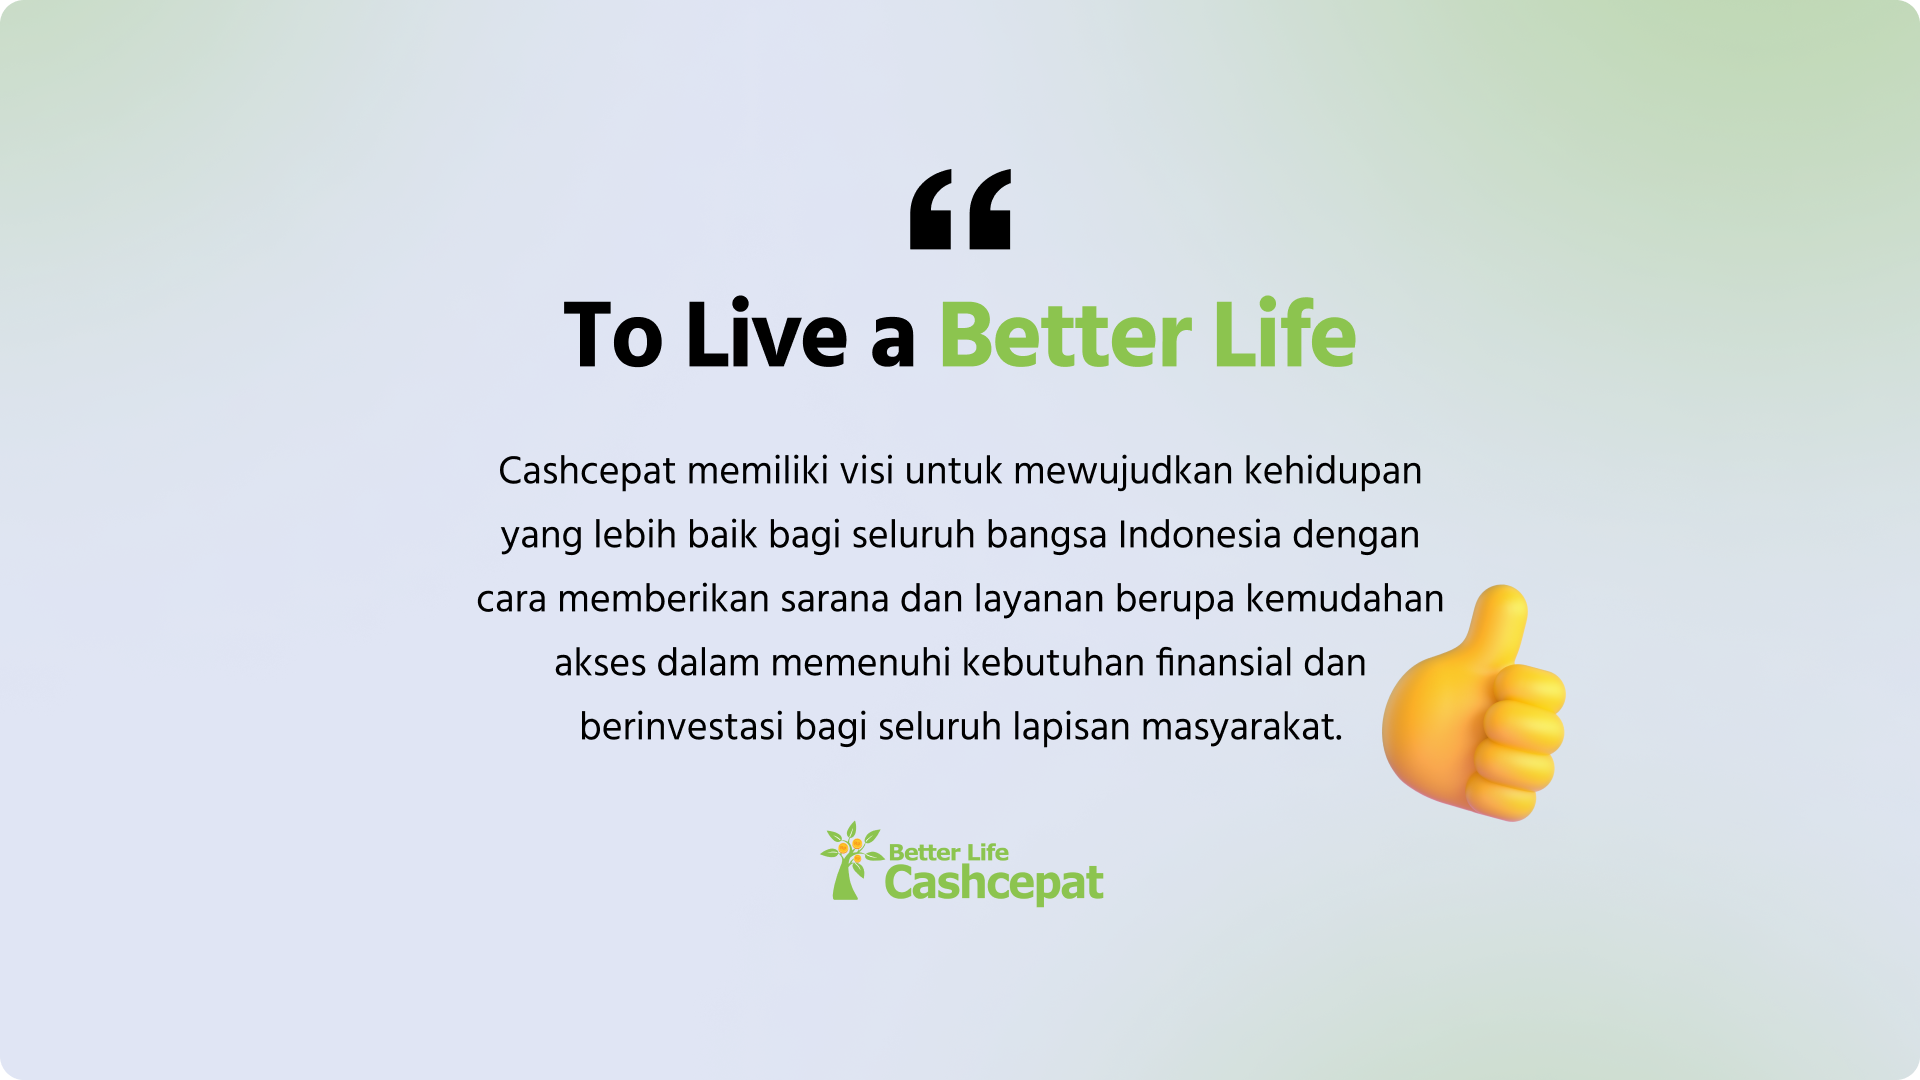 “
To Live a Better Life
Cashcepat memiliki visi untuk mewujudkan kehidupan
yang lebih baik bagi seluruh bangsa Indonesia dengan
cara memberikan sarana dan layanan berupa kemudahan
akses dalam memenuhi kebutuhan finansial dan
berinvestasi bagi seluruh lapisan masyarakat.
Better Life
Cashcepat